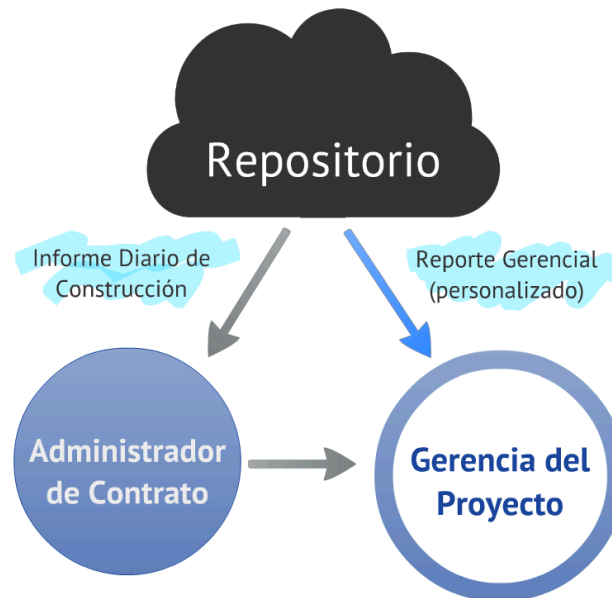 Repositorio
Informe Diario de
Construcción
Reporte Gerencial
(personalizado)
Administrador
de Contrato
Gerencia del
Proyecto